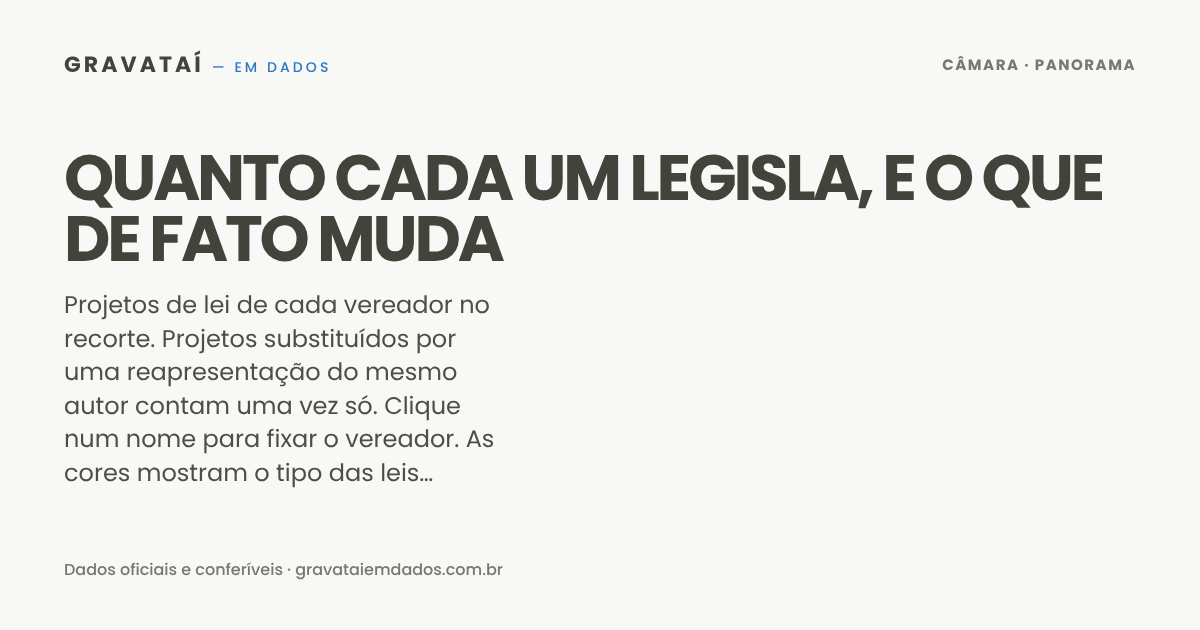 GRAVATAÍ — EM DADOS
CÂMARA · PANORAMA
QUANTO CADA UM LEGISLA, E O QUE
DE FATO MUDA
Projetos de lei de cada vereador no
recorte. Projetos substituídos por
uma reapresentação do mesmo
autor contam uma vez só. Clique
num nome para fixar o vereador. As
cores mostram o tipo das leis…
Dados oficiais e conferíveis · gravataiemdados.com.br